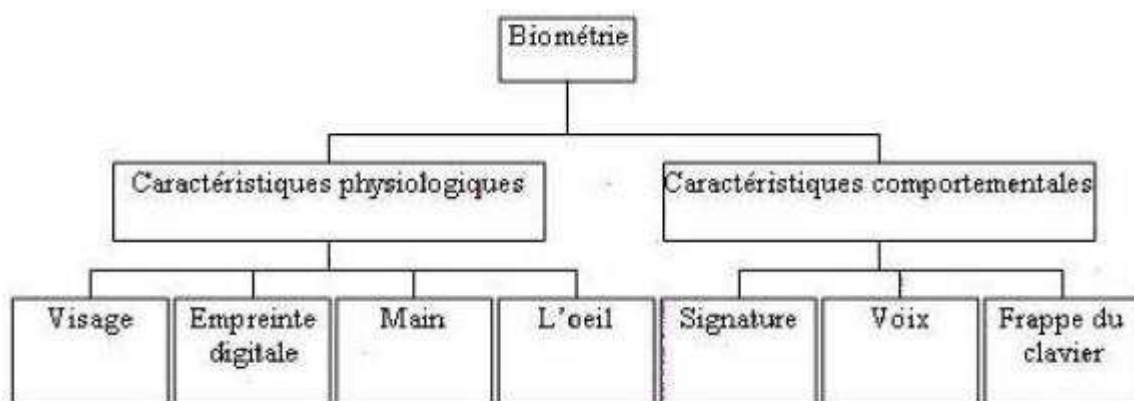 Biométrie
Caractéristiques physiologiques
Caractéristiques comportementales
Visage
Empreinte
digitale
Main
L'oeil
Signature
Voix
Frappe du
clavier